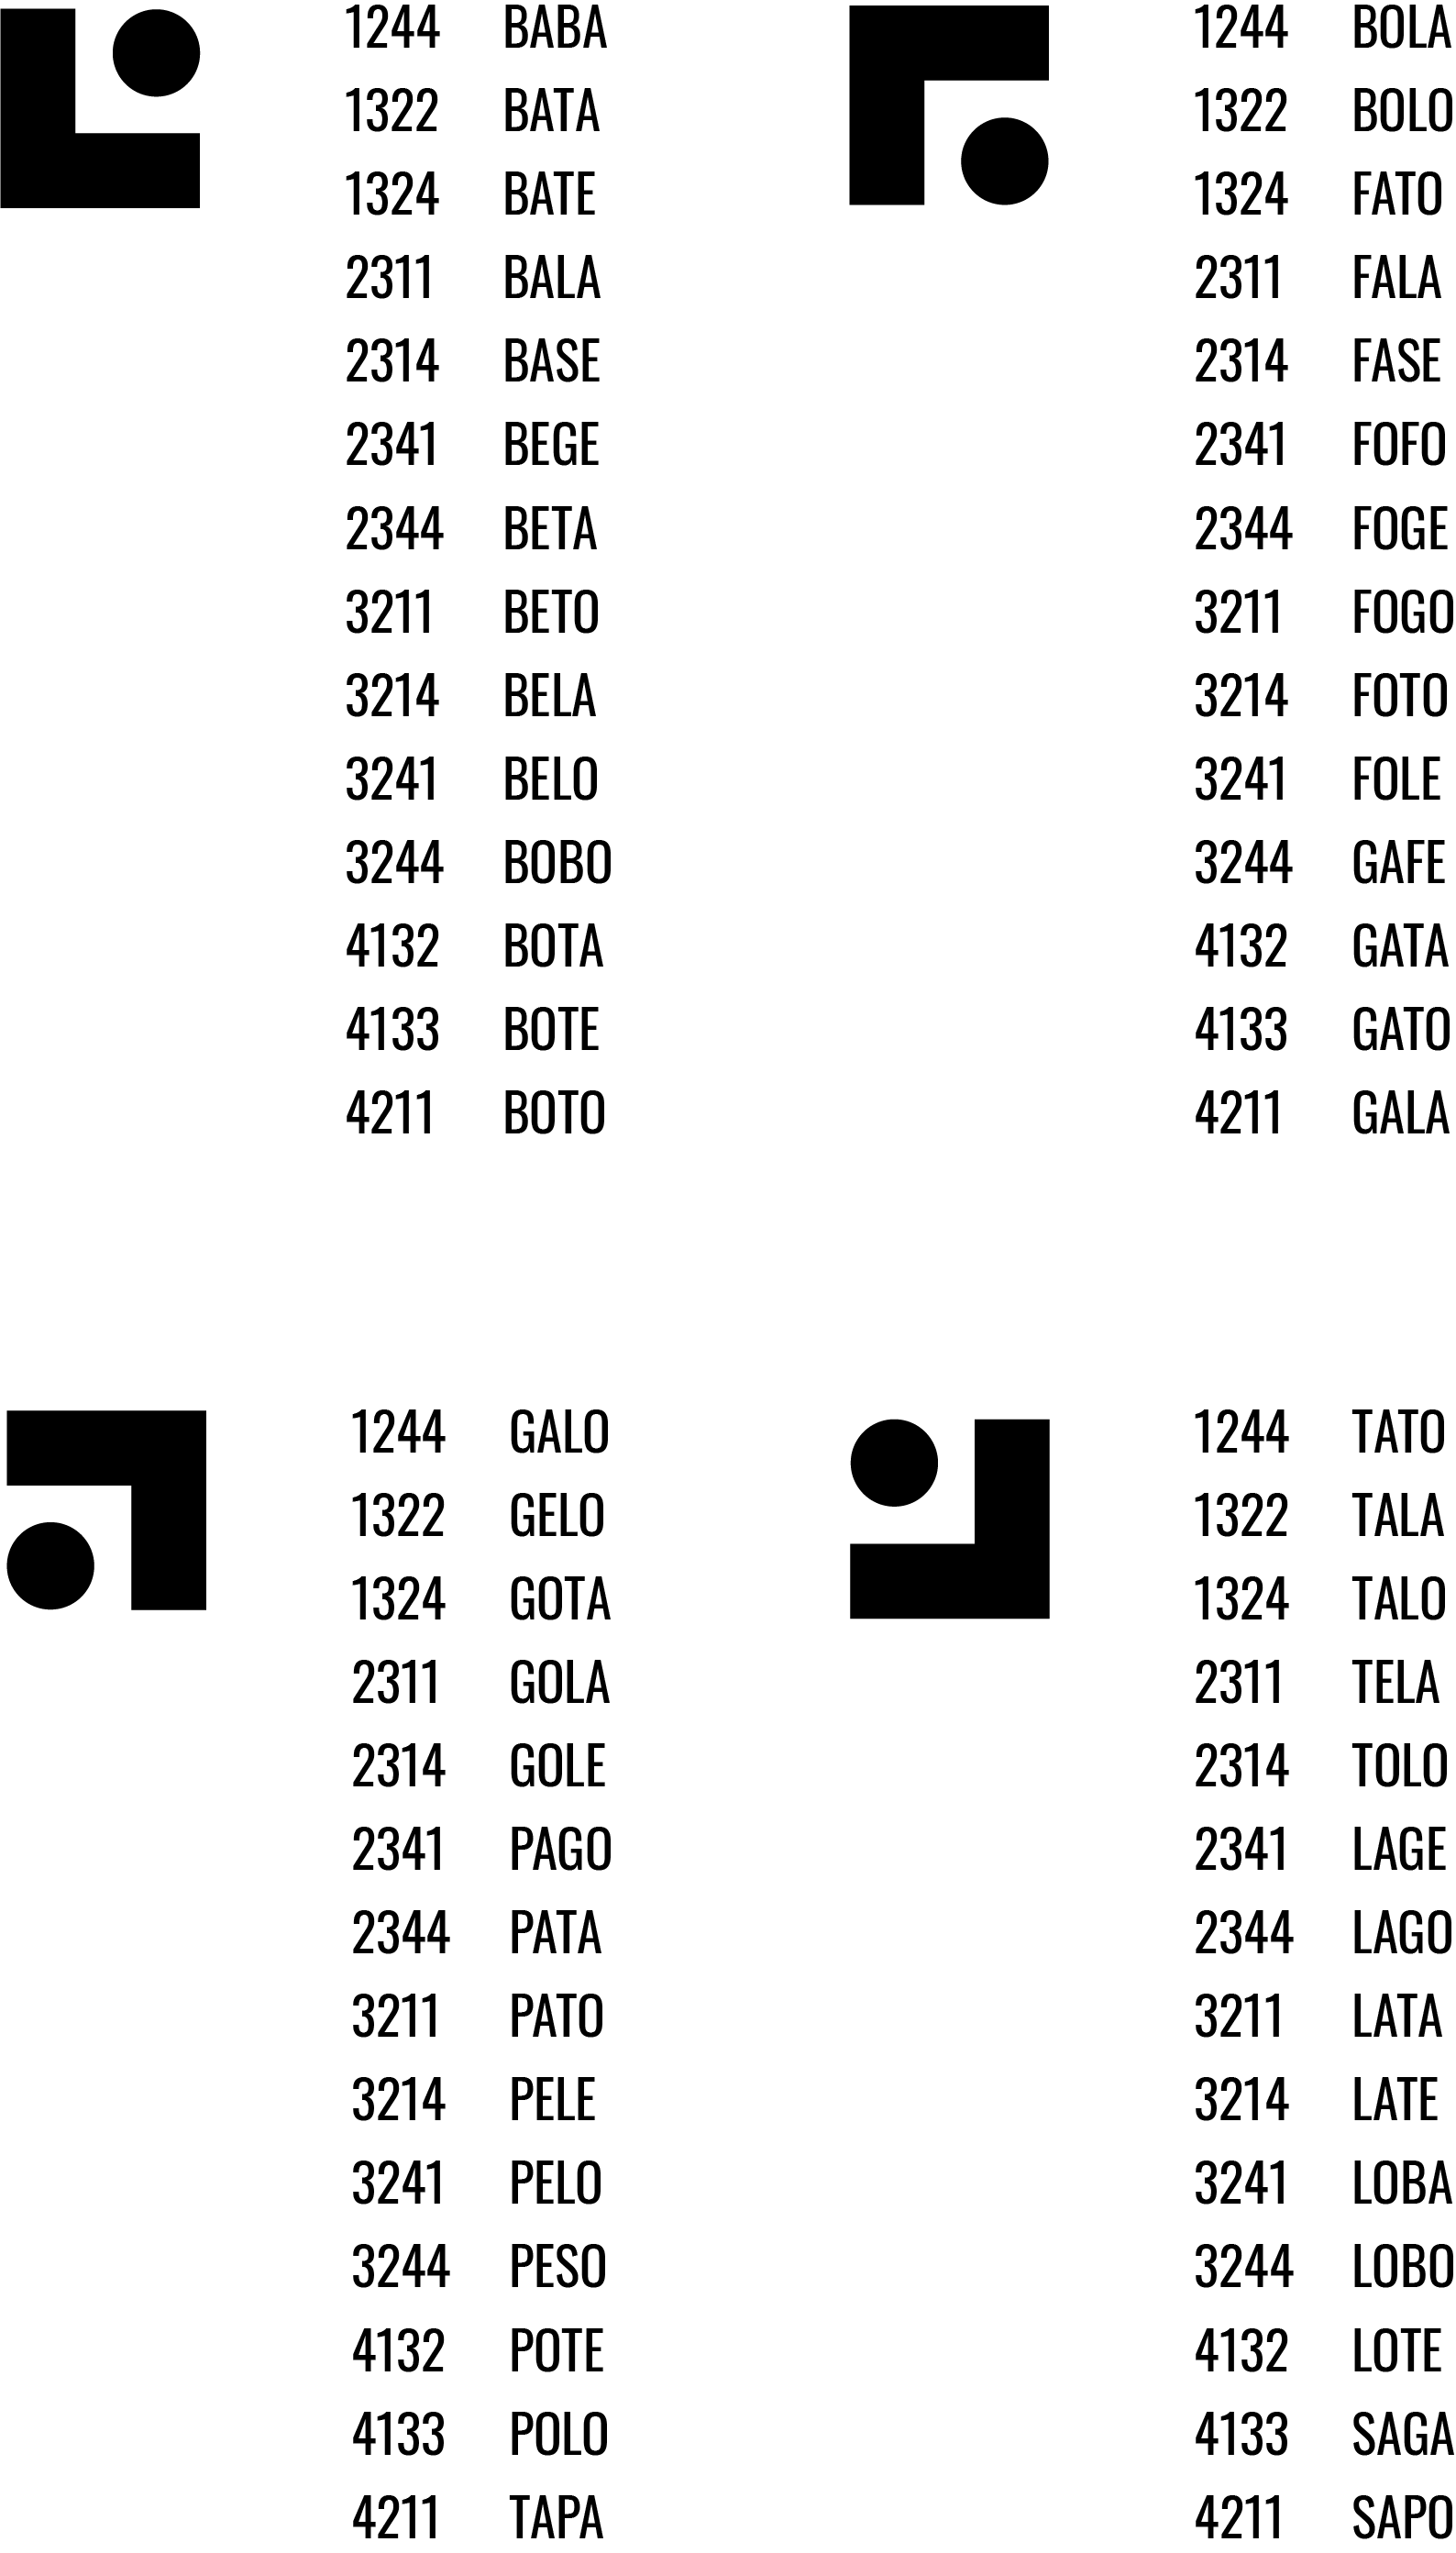 1244 BABA
1322 BATA
1324 BATE
2311 BALA
2314 BASE
2341 BEGE
2344 BETA
3211 BETO
3214 BELA
3241 BELO
3244 BOBO
4132 BOTA
4133 BOTE
4211 BOTO
1244 BOLA
1322 BOLO
1324 FATO
2311 FALA
2314 FASE
2341 FOFO
2344 FOGE
3211 FOGO
3214 FOTO
3241 FOLE
3244 GAFE
4132 GATA
4133 GATO
4211 GALA
1244 GALO
1322 GELO
1324 GOTA
2311 GOLA
2314 GOLE
2341 PAGO
2344 PATA
3211 PATO
3214 PELE
3241 PELO
3244 PESO
4132 POTE
4133 POLO
4211 TAPA
1244 TATO
1322 TALA
1324 TALO
2311 TELA
2314 TOLO
2341 LAGE
2344 LAGO
3211 LATA
3214 LATE
3241 LOBA
3244 LOBO
4132 LOTE
4133 SAGA
4211 SAPO